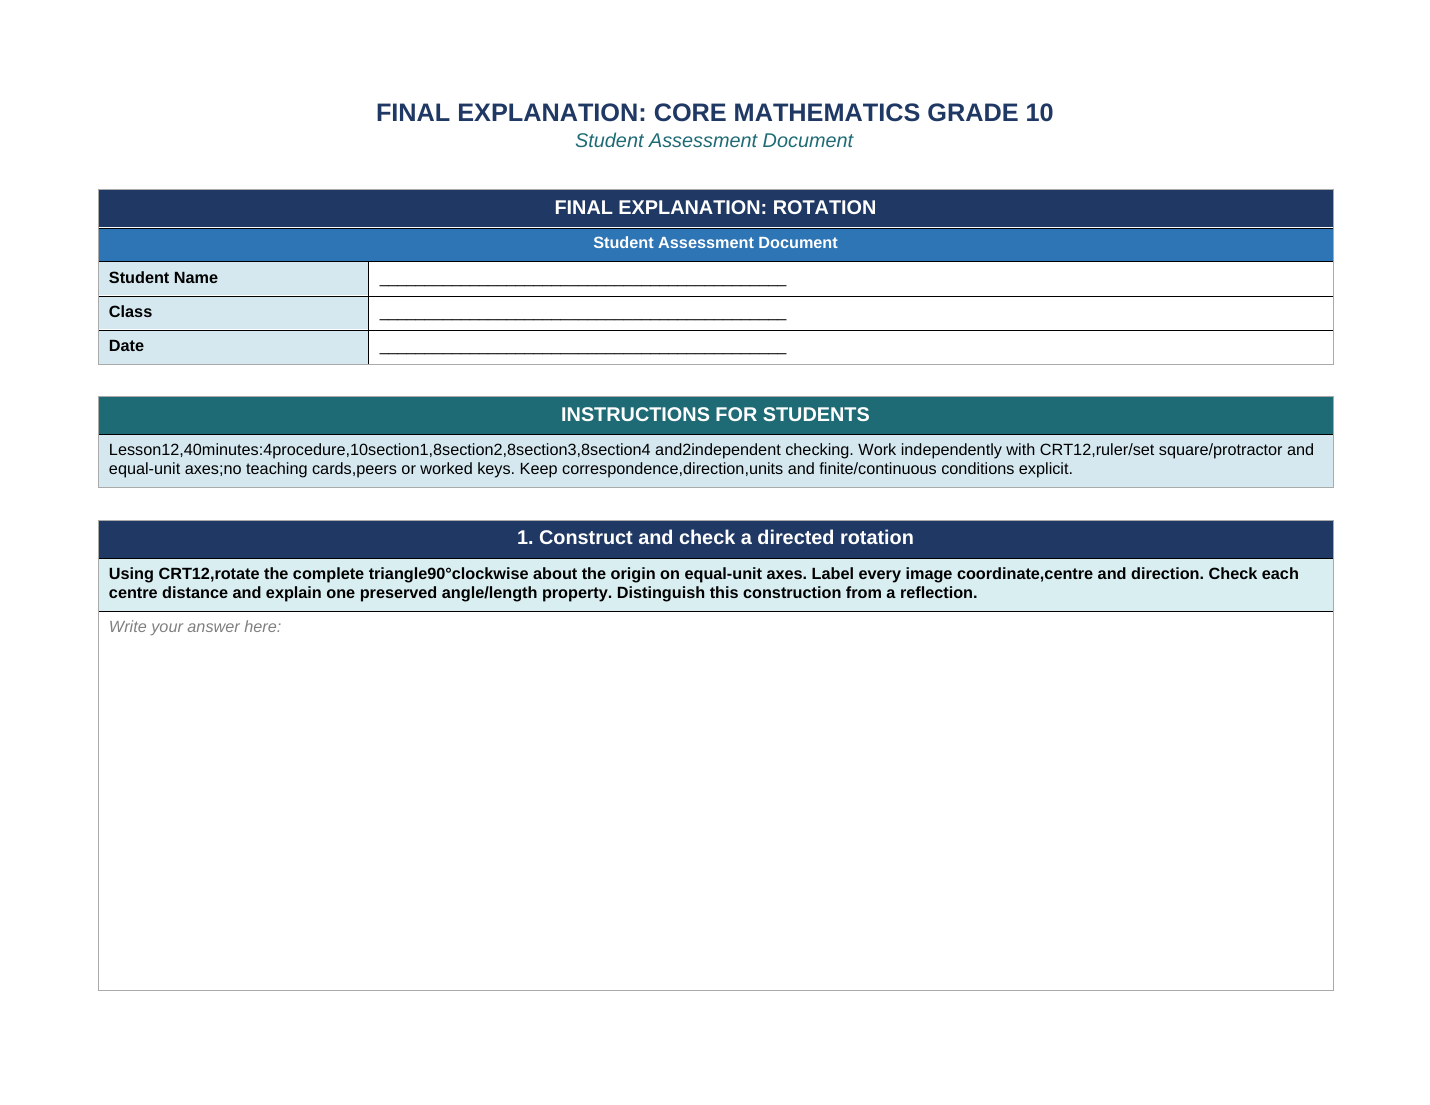 FINAL EXPLANATION: CORE MATHEMATICS GRADE 10
Student Assessment Document
FINAL EXPLANATION: ROTATION
Student Assessment Document
Student Name
Class
Date
INSTRUCTIONS FOR STUDENTS
Lesson12,40minutes:4procedure,10section1,8section2,8section3,8section4 and2independent checking. Work independently with CRT12,ruler/set square/protractor and
equal-unit axes;no teaching cards,peers or worked keys. Keep correspondence,direction,units and finite/continuous conditions explicit.
1. Construct and check a directed rotation
Using CRT12,rotate the complete triangle90°clockwise about the origin on equal-unit axes. Label every image coordinate,centre and direction. Check each
centre distance and explain one preserved angle/length property. Distinguish this construction from a reflection.
Write your answer here: